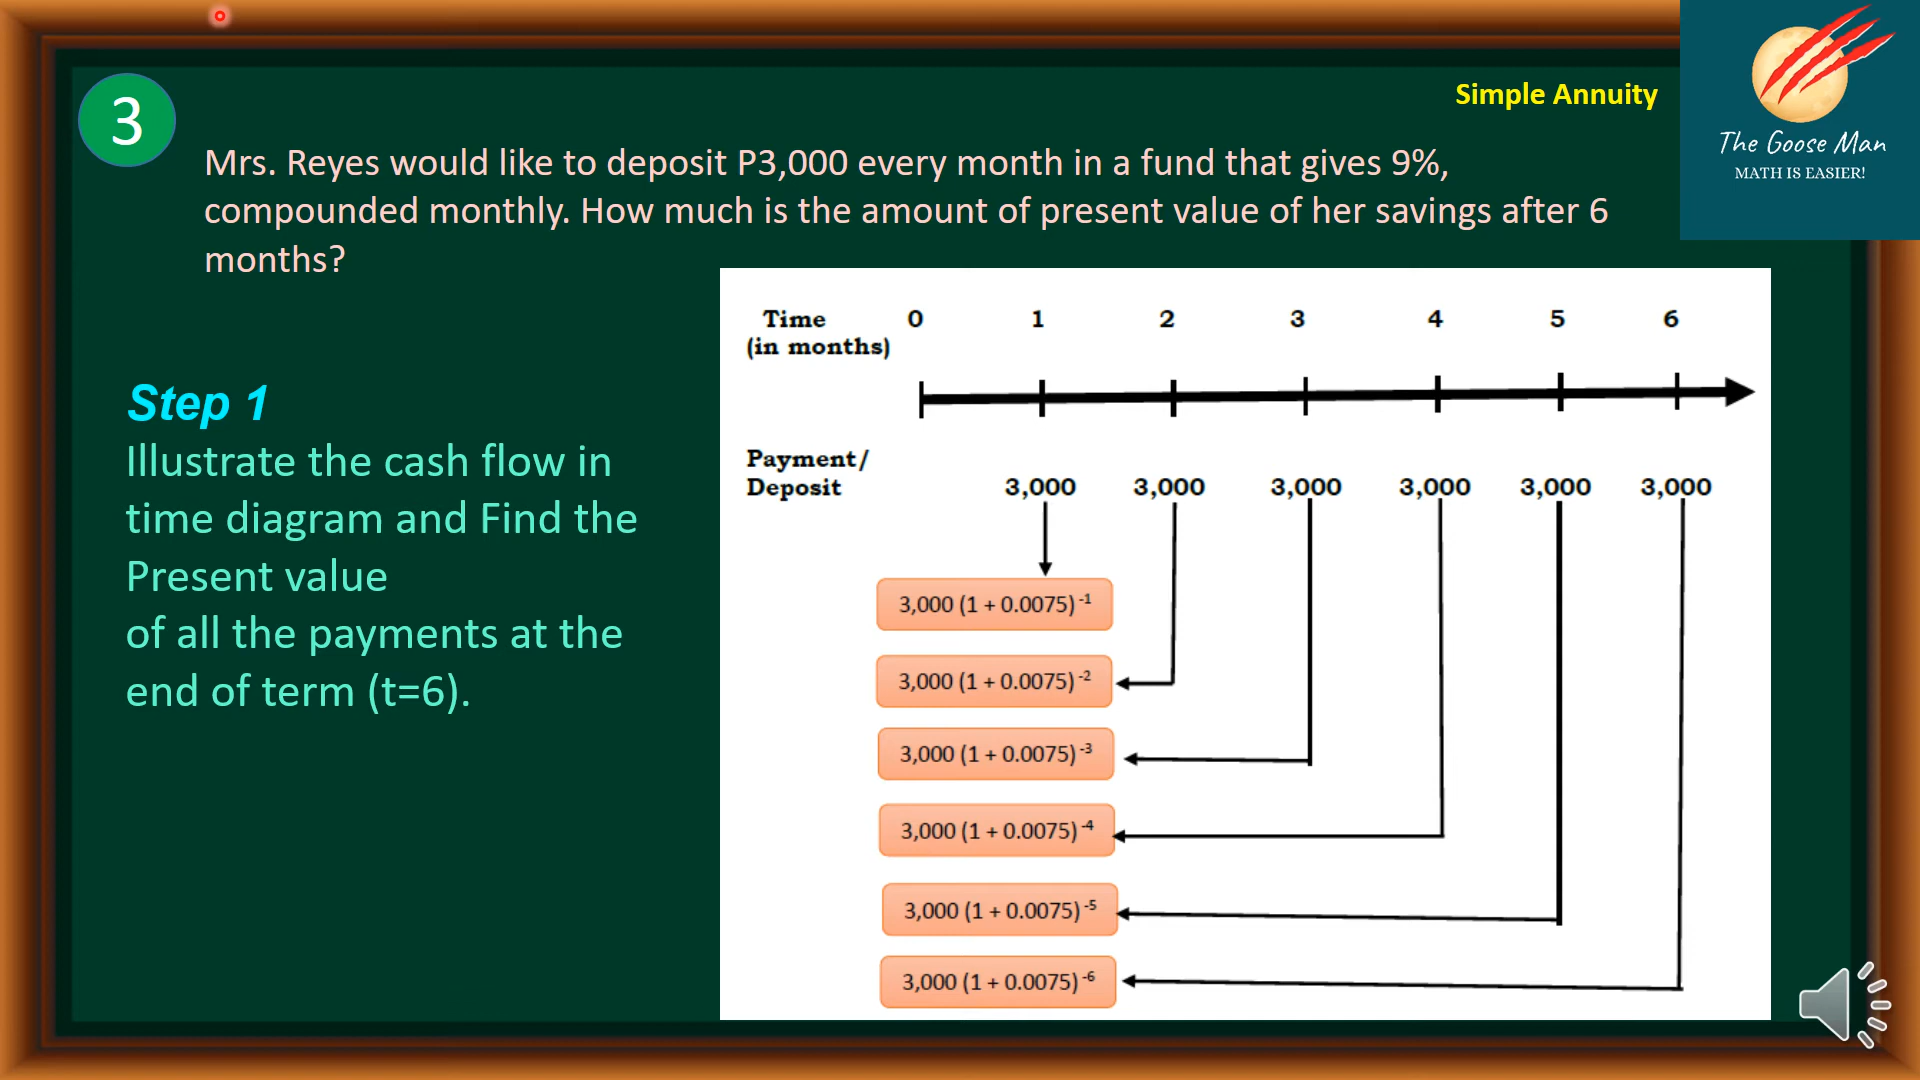 3
Simple Annuity
The Goose Man
MATH IS EASIER!
Mrs. Reyes would like to deposit P3,000 every month in a fund that gives 9%,
compounded monthly. How much is the amount of present value of her savings after 6
months?
Step 1
Illustrate the cash flow in
time diagram and Find the
Present value
of all the payments at the
end of term (t=6).
Time 0 1 2 3 4 5 6
(in months)
Payment/
Deposit 3,000 3,000 3,000 3,000 3,000 3,000
3,000 (1 + 0.0075)⁻¹
3,000 (1 + 0.0075)⁻²
3,000 (1 + 0.0075)⁻³
3,000 (1 + 0.0075)⁻⁴
3,000 (1 + 0.0075)⁻⁵
3,000 (1 + 0.0075)⁻⁶